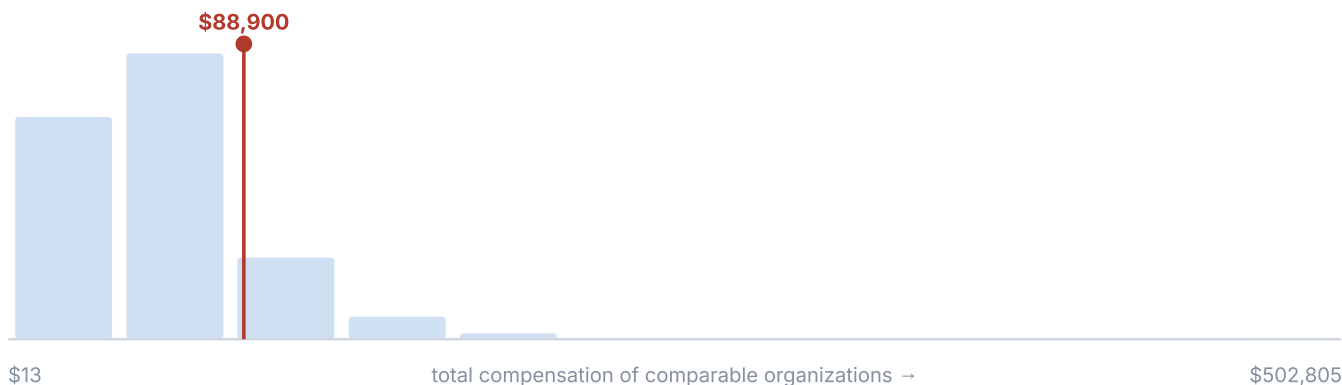 $88,900
$13
total compensation of comparable organizations →
$502,805